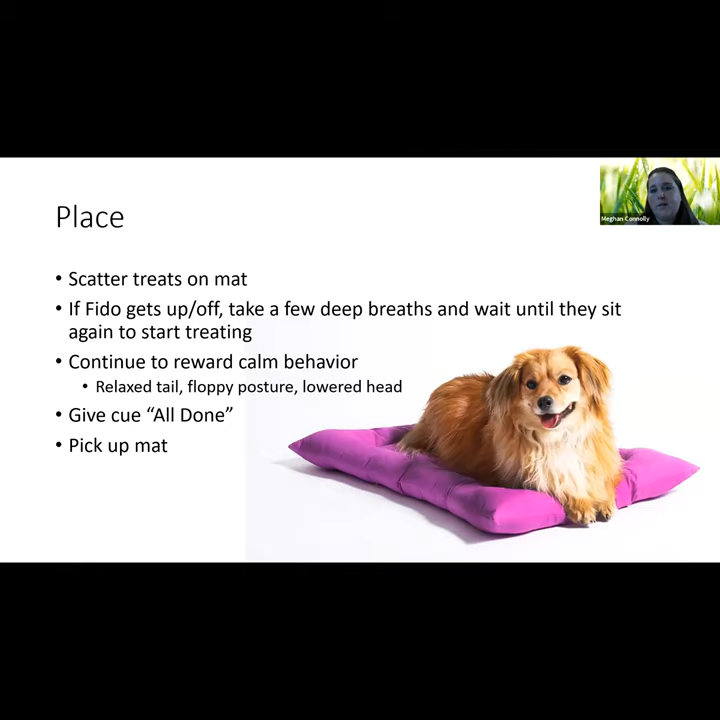 Meghan Connolly
Place
• Scatter treats on mat
• If Fido gets up/off, take a few deep breaths and wait until they sit
again to start treating
• Continue to reward calm behavior
• Relaxed tail, floppy posture, lowered head
• Give cue “All Done”
• Pick up mat